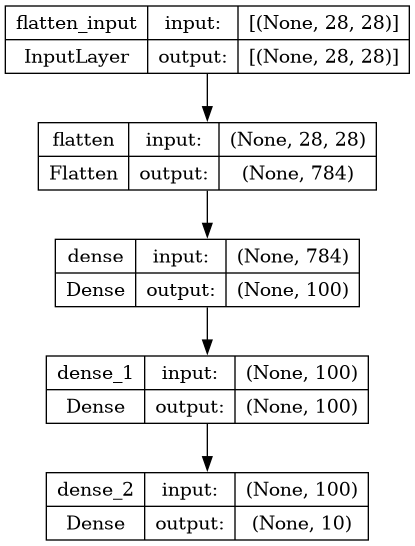 flatten_input input: [(None, 28, 28)]
InputLayer output: [(None, 28, 28)]
flatten input: (None, 28, 28)
Flatten output: (None, 784)
dense input: (None, 784)
Dense output: (None, 100)
dense_1 input: (None, 100)
Dense output: (None, 100)
dense_2 input: (None, 100)
Dense output: (None, 10)